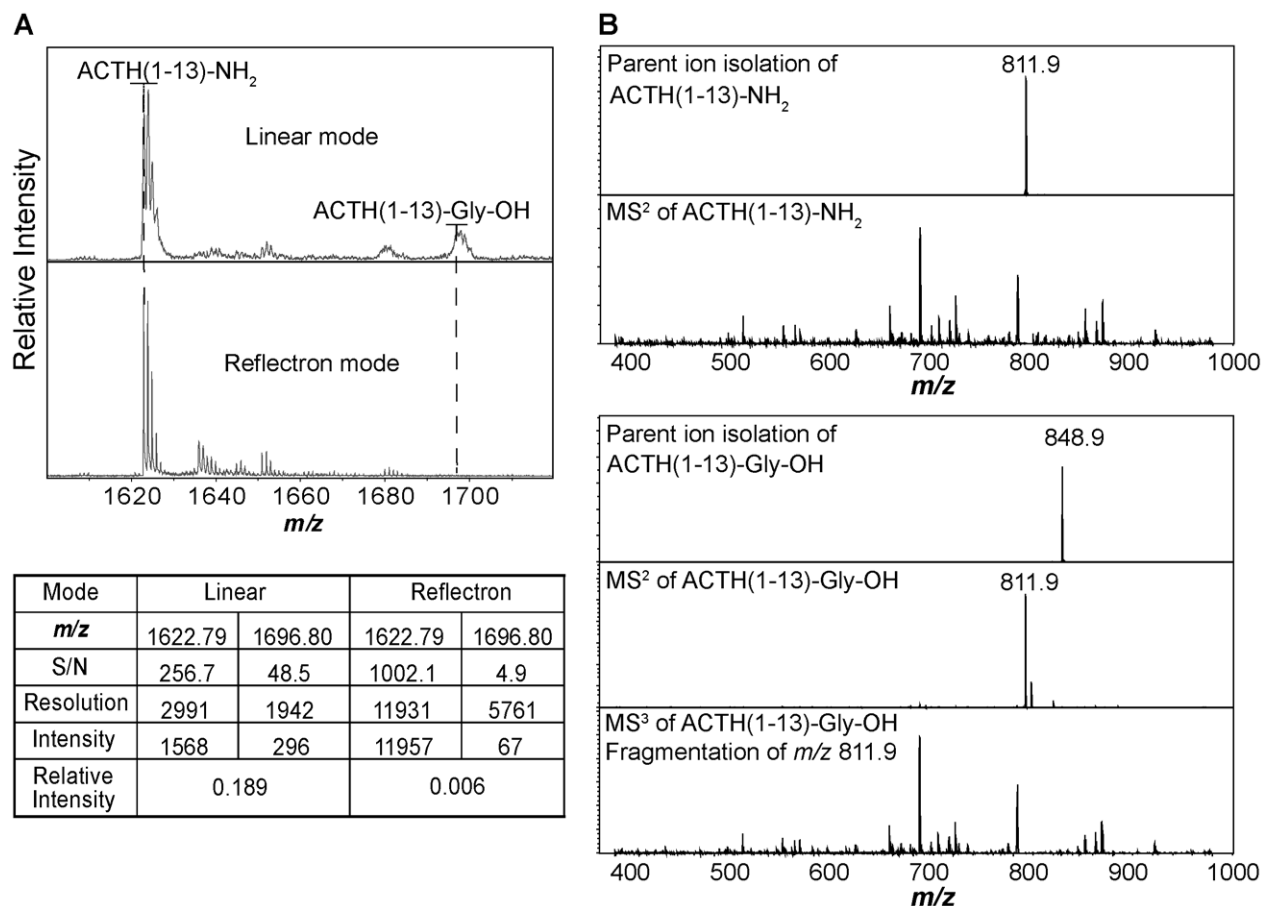 A
ACTH(1-13)-NH2
Linear mode
ACTH(1-13)-Gly-OH
Relative Intensity
Reflectron mode
1620 1640 1660 1680 1700
m/z
Mode Linear Reflectron
m/z 1622.79 1696.80 1622.79 1696.80
S/N 256.7 48.5 1002.1 4.9
Resolution 2991 1942 11931 5761
Intensity 1568 296 11957 67
Relative
Intensity 0.189 0.006
B
Parent ion isolation of
ACTH(1-13)-NH2
811.9
MS2 of ACTH(1-13)-NH2
400 500 600 700 800 900 1000
m/z
Parent ion isolation of
ACTH(1-13)-Gly-OH
848.9
MS2 of ACTH(1-13)-Gly-OH 811.9
MS3 of ACTH(1-13)-Gly-OH
Fragmentation of m/z 811.9
400 500 600 700 800 900 1000
m/z